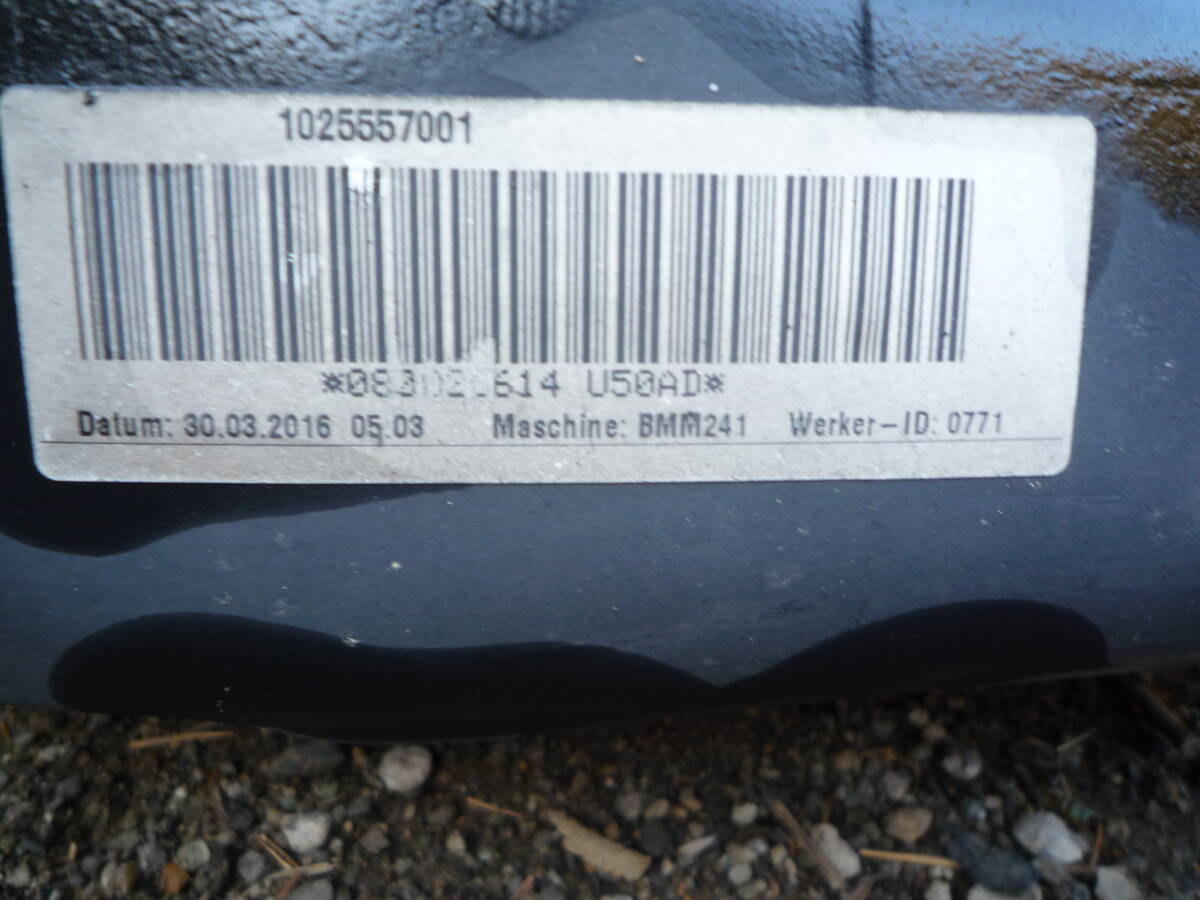 1025557001
U50AD*
Datum: 30.03.2016 05.03 Maschine: BMM241 Werker-ID: 0771